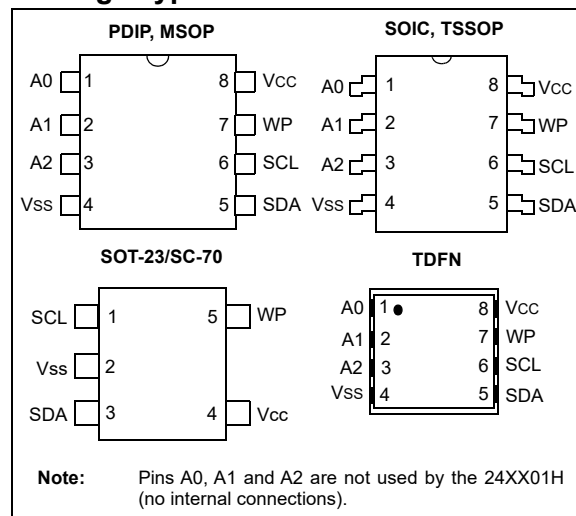 PDIP, MSOP
A0 1 8 VCC
A1 2 7 WP
A2 3 6 SCL
VSS 4 5 SDA
SOIC, TSSOP
A0 1 8 VCC
A1 2 7 WP
A2 3 6 SCL
VSS 4 5 SDA
SOT-23/SC-70
SCL 1 5 WP
Vss 2
SDA 3 4 Vcc
TDFN
A0 1 8 VCC
A1 2 7 WP
A2 3 6 SCL
VSS 4 5 SDA
Note: Pins A0, A1 and A2 are not used by the 24XX01H
(no internal connections).